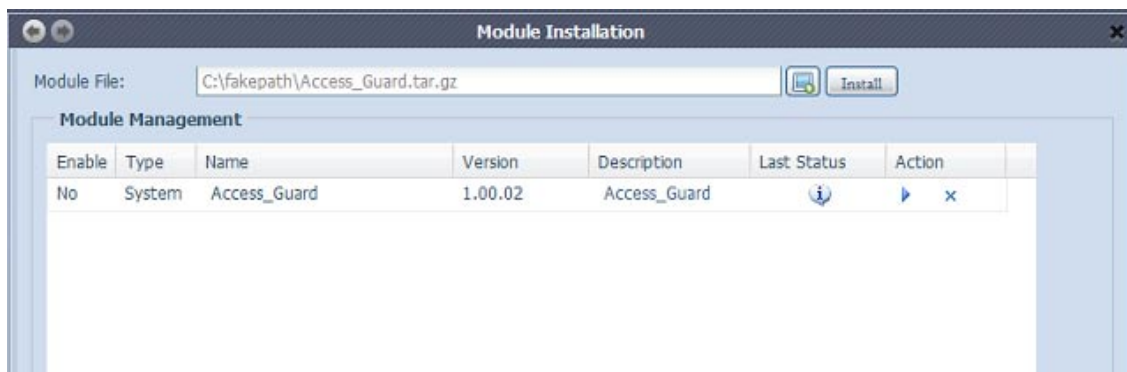 Module Installation
Module File: C:\fakepath\Access_Guard.tar.gz Install
Module Management
Enable Type Name Version Description Last Status Action
No System Access_Guard 1.00.02 Access_Guard